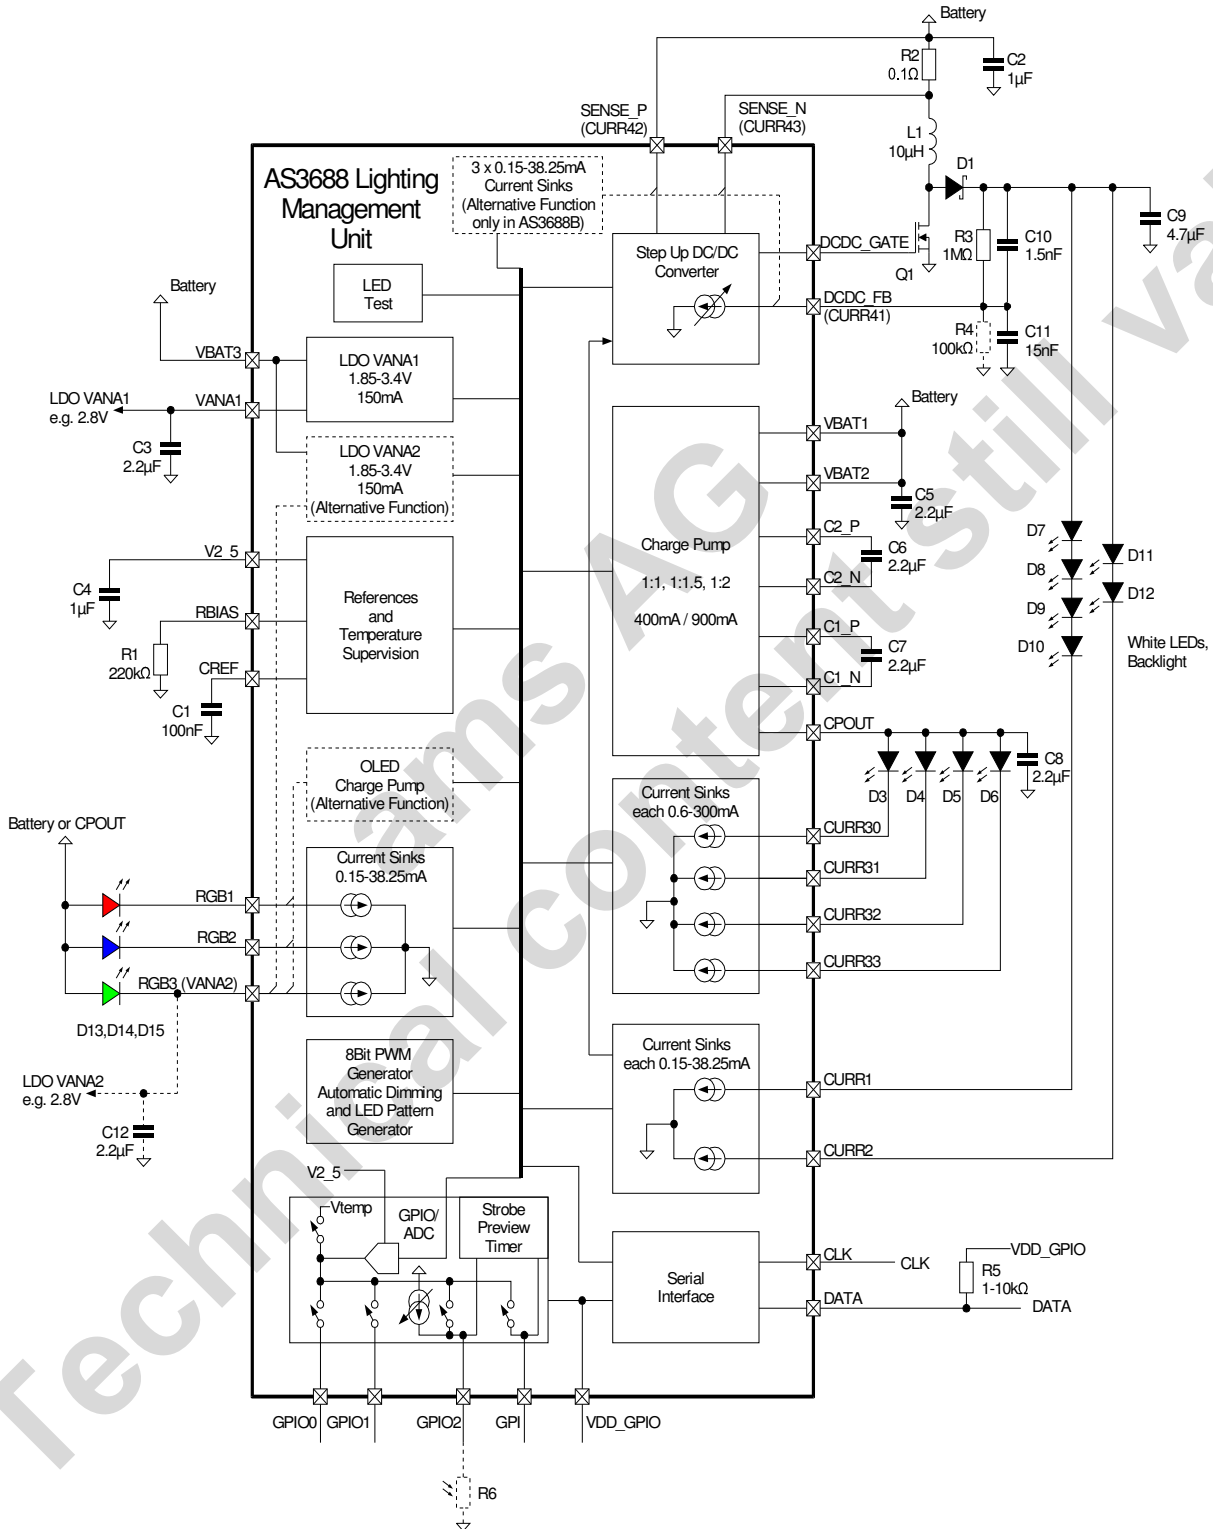 Battery
R2
0.1Ω
C2
1µF
SENSE_P
(CURR42)
SENSE_N
(CURR43)
L1
10µH
D1
AS3688 Lighting
Management
Unit
3 x 0.15-38.25mA
Current Sinks
(Alternative Function
only in AS3688B)
Step Up DC/DC
Converter
DCDC_GATE
Q1
R3
1MΩ
C10
1.5nF
C9
4.7µF
DCDC_FB
(CURR41)
R4
100kΩ
C11
15nF
LED
Test
Battery
VBAT3
LDO VANA1
1.85-3.4V
150mA
LDO VANA1
e.g. 2.8V
VANA1
C3
2.2µF
LDO VANA2
1.85-3.4V
150mA
(Alternative Function)
Battery
VBAT1
VBAT2
C5
2.2µF
Charge Pump
1:1, 1:1.5, 1:2
400mA / 900mA
C2_P
C6
2.2µF
C2_N
C1_P
C7
2.2µF
C1_N
CPOUT
D7
D8
D9
D10
D11
D12
White LEDs,
Backlight
V2_5
C4
1µF
RBIAS
R1
220kΩ
CREF
C1
100nF
References
and
Temperature
Supervision
OLED
Charge Pump
(Alternative Function)
C8
2.2µF
D3
D4
D5
D6
Current Sinks
each 0.6-300mA
CURR30
CURR31
CURR32
CURR33
Battery or CPOUT
Current Sinks
0.15-38.25mA
RGB1
RGB2
RGB3 (VANA2)
D13,D14,D15
LDO VANA2
e.g. 2.8V
C12
2.2µF
8Bit PWM
Generator
Automatic Dimming
and LED Pattern
Generator
Current Sinks
each 0.15-38.25mA
CURR1
CURR2
V2_5
Vtemp
GPIO/
ADC
Strobe
Preview
Timer
Serial
Interface
CLK
CLK
VDD_GPIO
R5
1-10kΩ
DATA
DATA
GPIO0
GPIO1
GPIO2
GPI
VDD_GPIO
R6
ams AG
Technical content still va